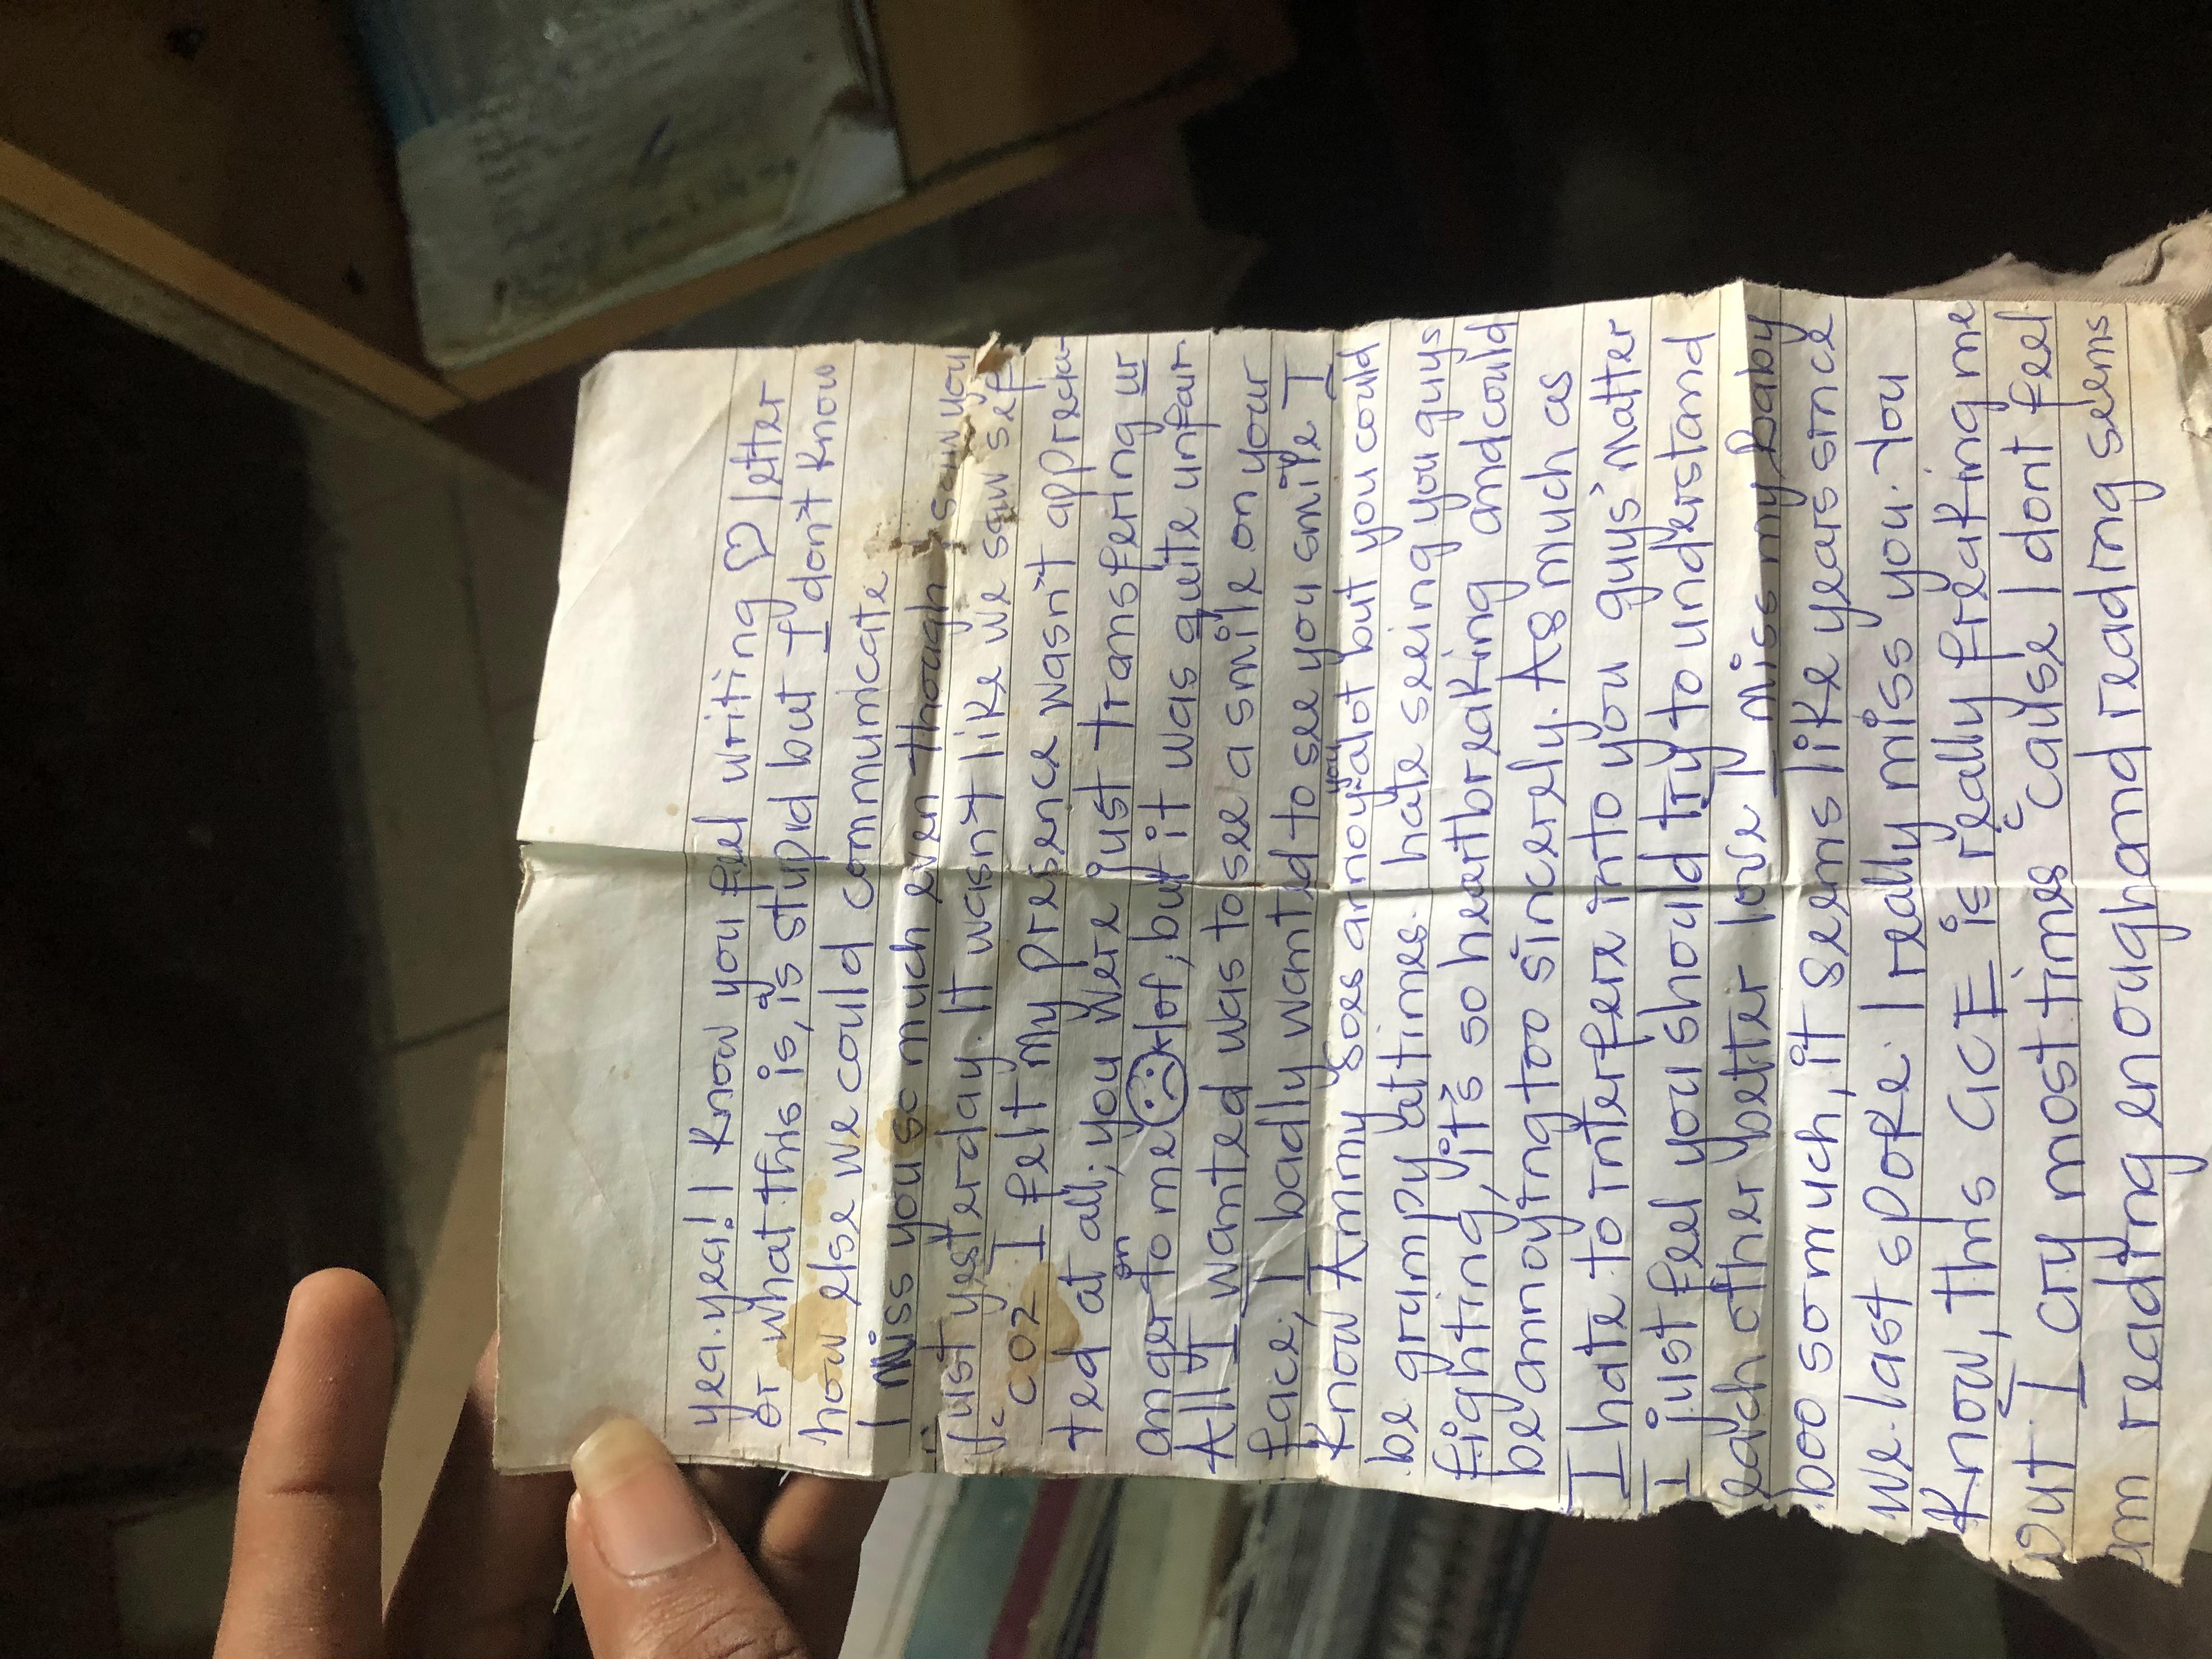 yea.yea! I know you feel writing ♡ letter
or what this is, is stupid but I don't know
how else we could communicate
I miss you so much even though I saw you
just yesterday. It wasn't like we saw sef
'coz I felt my presence wasn't apprecia-
ted at all; you were just transfering ur
anger on to me ☹ lol, but it was quite unfair.
All I wanted was to see a smile on your
face; I badly wanted to see you smile. I
know Ammy does annoy you alot but you could
be grumpy at times. I hate seeing you guys
fighting, it's so heartbreaking and could
be annoying too sincerely. As much as
I hate to interfere into you guys' matter
I just feel you should try to understand
each other better love. I miss my Baby
boo so much, it seems like years since
we last spoke. I really miss you. You
know, this GCE is really freaking me
out. I cry most times 'cause I dont feel
am reading enough and reading seems